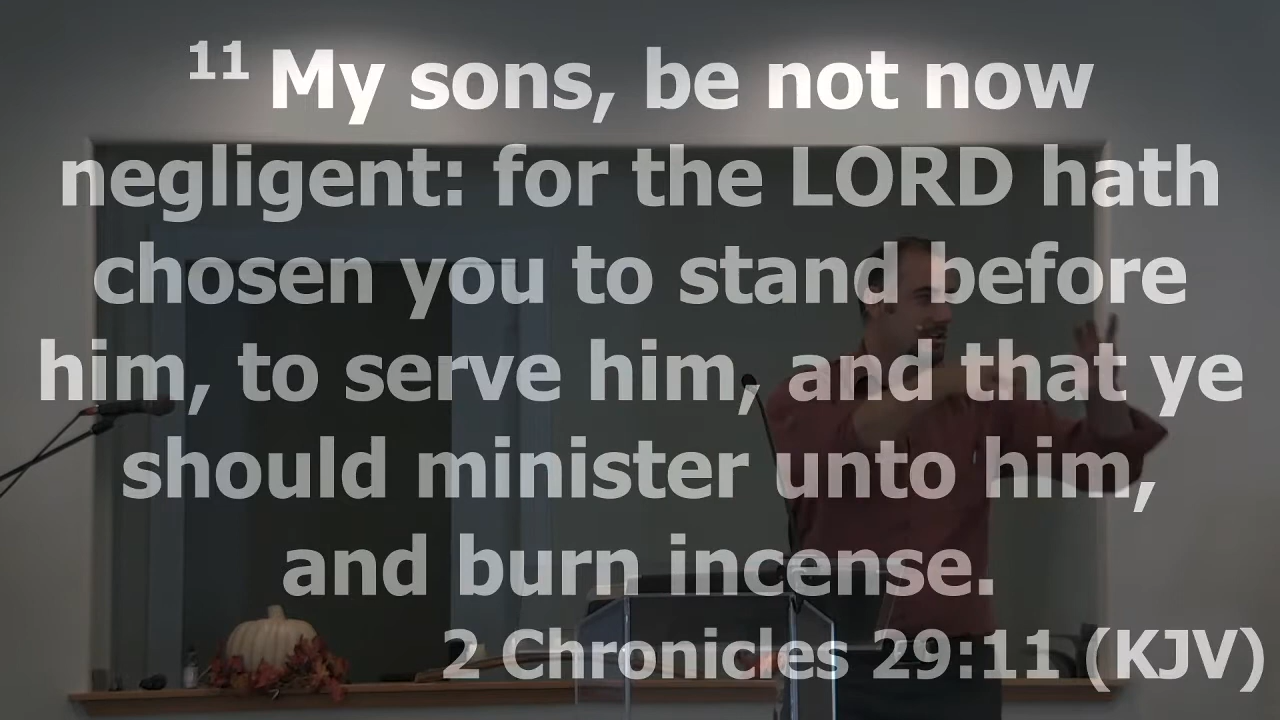 11 My sons, be not now
negligent: for the LORD hath
chosen you to stand before
him, to serve him, and that ye
should minister unto him,
and burn incense.
2 Chronicles 29:11 (KJV)